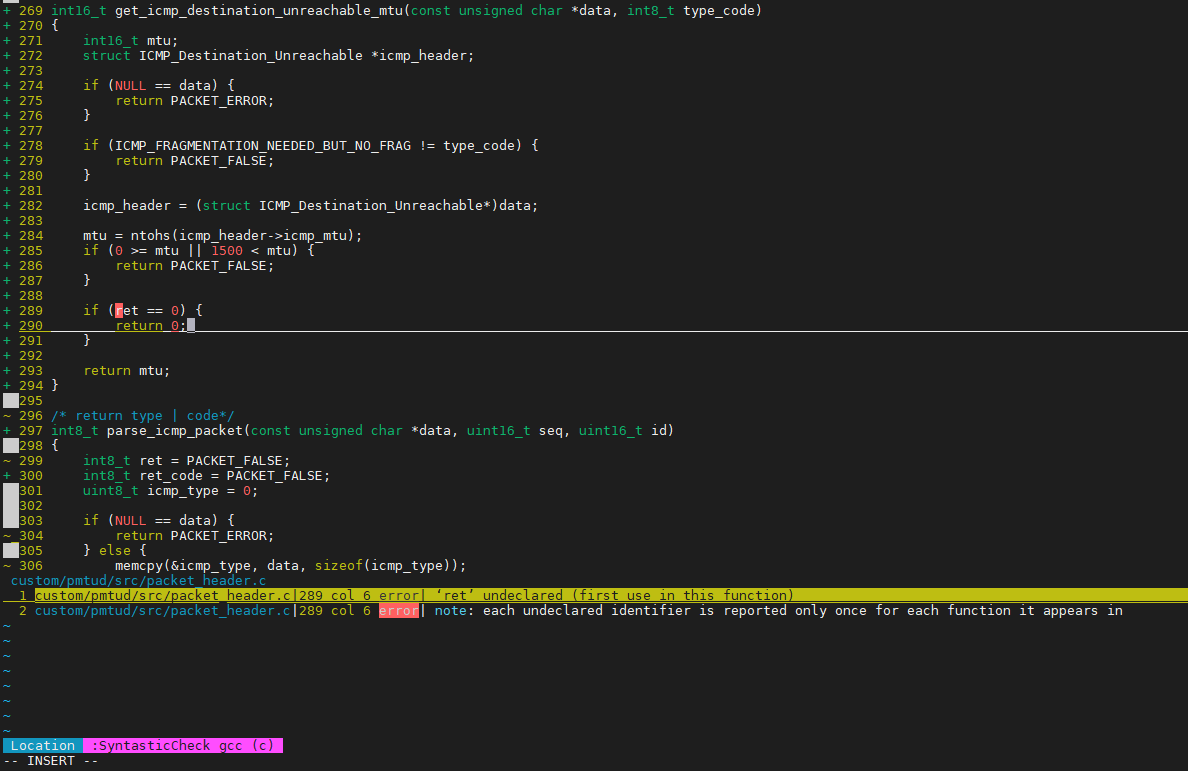 + 269 int16_t get_icmp_destination_unreachable_mtu(const unsigned char *data, int8_t type_code)
+ 270 {
+ 271     int16_t mtu;
+ 272     struct ICMP_Destination_Unreachable *icmp_header;
+ 273
+ 274     if (NULL == data) {
+ 275         return PACKET_ERROR;
+ 276     }
+ 277
+ 278     if (ICMP_FRAGMENTATION_NEEDED_BUT_NO_FRAG != type_code) {
+ 279         return PACKET_FALSE;
+ 280     }
+ 281
+ 282     icmp_header = (struct ICMP_Destination_Unreachable*)data;
+ 283
+ 284     mtu = ntohs(icmp_header->icmp_mtu);
+ 285     if (0 >= mtu || 1500 < mtu) {
+ 286         return PACKET_FALSE;
+ 287     }
+ 288
+ 289     if (ret == 0) {
+ 290         return 0;
+ 291     }
+ 292
+ 293     return mtu;
+ 294 }
  295
~ 296 /* return type | code*/
+ 297 int8_t parse_icmp_packet(const unsigned char *data, uint16_t seq, uint16_t id)
  298 {
~ 299     int8_t ret = PACKET_FALSE;
+ 300     int8_t ret_code = PACKET_FALSE;
  301     uint8_t icmp_type = 0;
  302
  303     if (NULL == data) {
~ 304         return PACKET_ERROR;
  305     } else {
~ 306         memcpy(&icmp_type, data, sizeof(icmp_type));
 custom/pmtud/src/packet_header.c
  1 custom/pmtud/src/packet_header.c|289 col 6 error| ‘ret’ undeclared (first use in this function)
  2 custom/pmtud/src/packet_header.c|289 col 6 error| note: each undeclared identifier is reported only once for each function it appears in
~
~
~
~
~
~
~
~
 Location  :SyntasticCheck gcc (c)
-- INSERT --